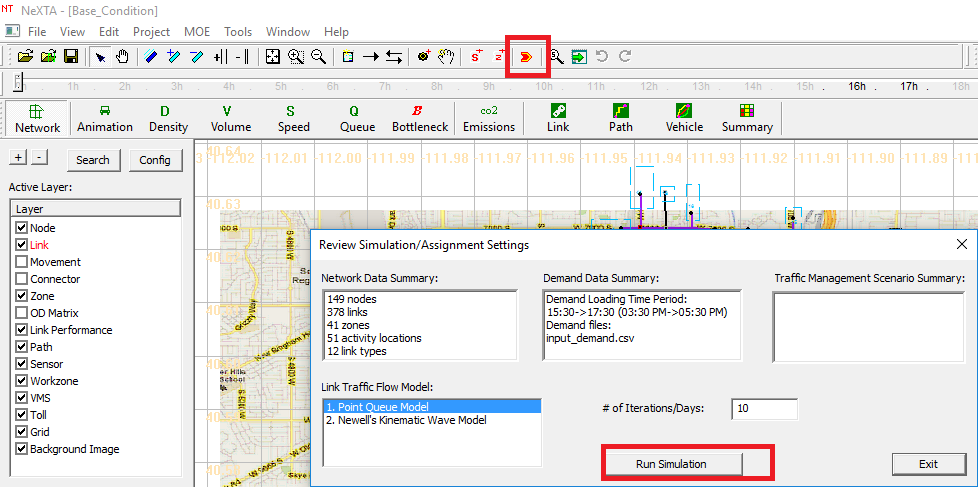 NeXTA - [Base_Condition]
File View Edit Project MOE Tools Window Help
1h 2h 3h 4h 5h 6h 7h 8h 9h 10h 11h 12h 13h 14h 15h 16h 17h 18h
Network Animation Density Volume Speed Queue Bottleneck Emissions Link Path Vehicle Summary
+ - Search Config
Active Layer:
Layer
Node
Link
Movement
Connector
Zone
OD Matrix
Link Performance
Path
Sensor
Workzone
VMS
Toll
Grid
Background Image
40.64
-112.02 -112.01 -112.00 -111.99 -111.98 -111.97 -111.96 -111.95 -111.94 -111.93 -111.92 -111.91 -111.90 -111.89
40.63
Review Simulation/Assignment Settings
Network Data Summary:
149 nodes
378 links
41 zones
51 activity locations
12 link types
Demand Data Summary:
Demand Loading Time Period:
15:30->17:30 (03:30 PM->05:30 PM)
Demand files:
input_demand.csv
Traffic Management Scenario Summary:
Link Traffic Flow Model:
1. Point Queue Model
2. Newell's Kinematic Wave Model
# of Iterations/Days: 10
Run Simulation
Exit